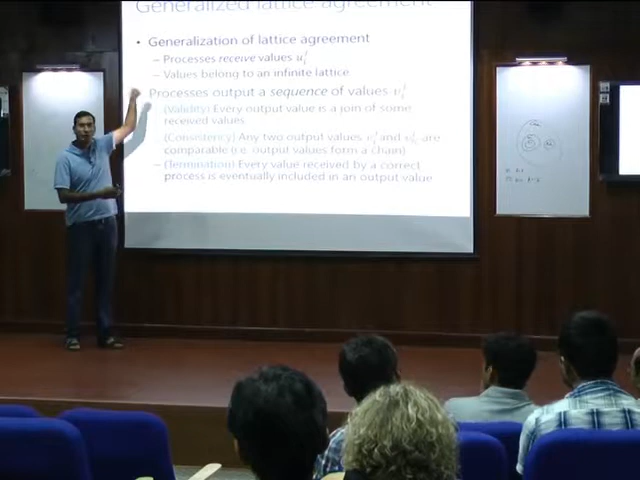 Generalized lattice agreement
• Generalization of lattice agreement
– Processes receive values
– Values belong to an infinite lattice
Processes output a sequence of values
(Validity) Every output value is a join of some
received values
(Consistency) Any two output values and are
comparable (i.e. output values form a chain)
– (Termination) Every value received by a correct
process is eventually included in an output value